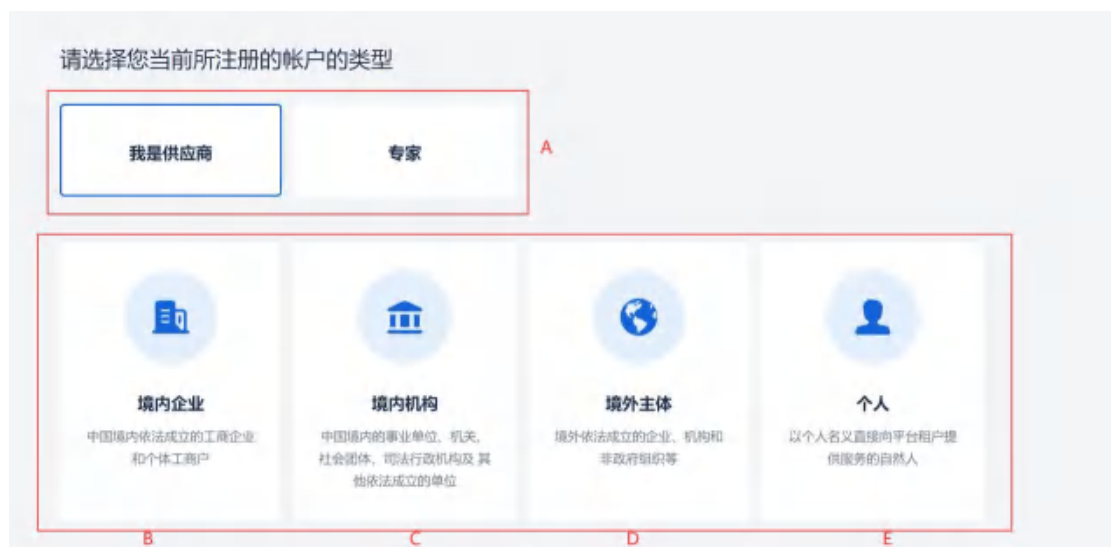 请选择您当前所注册的帐户的类型
我是供应商
专家
A
境内企业
中国境内依法成立的工商企业
和个体工商户
境内机构
中国境内的事业单位、机关、
社会团体、司法行政机构及 其
他依法成立的单位
境外主体
境外依法成立的企业、机构和
非政府组织等
个人
以个人名义直接向平台租户提
供服务的自然人
B
C
D
E